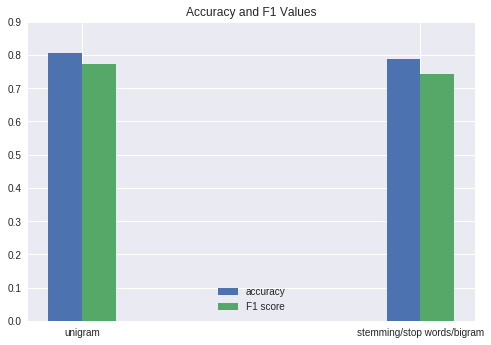 Accuracy and F1 Values
0.9
0.8
0.7
0.6
0.5
0.4
0.3
0.2
0.1
0.0
accuracy
F1 score
unigram
stemming/stop words/bigram